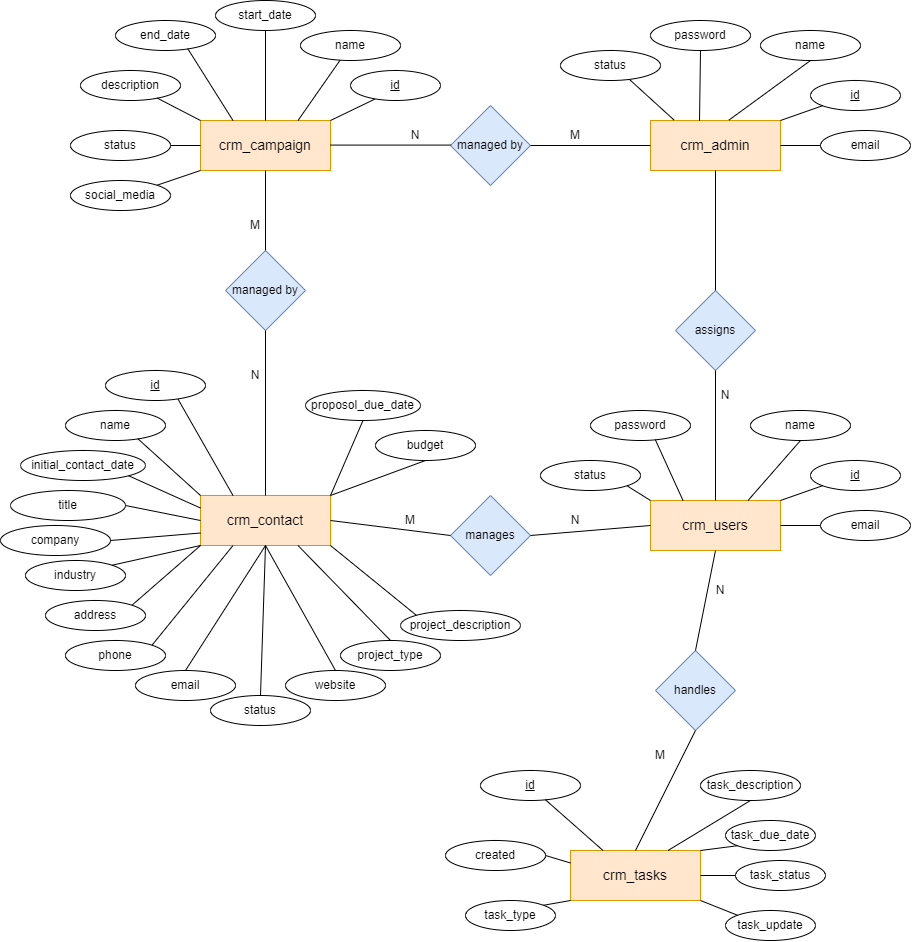 start_date
end_date
name
description
id
status
crm_campaign
social_media
N
managed by
M
password
name
status
id
crm_admin
email
M
managed by
N
assigns
N
id
name
initial_contact_date
title
company
industry
address
phone
email
status
website
project_type
project_description
proposol_due_date
budget
crm_contact
M
manages
N
password
name
status
id
crm_users
email
N
handles
M
id
task_description
created
task_due_date
crm_tasks
task_status
task_type
task_update